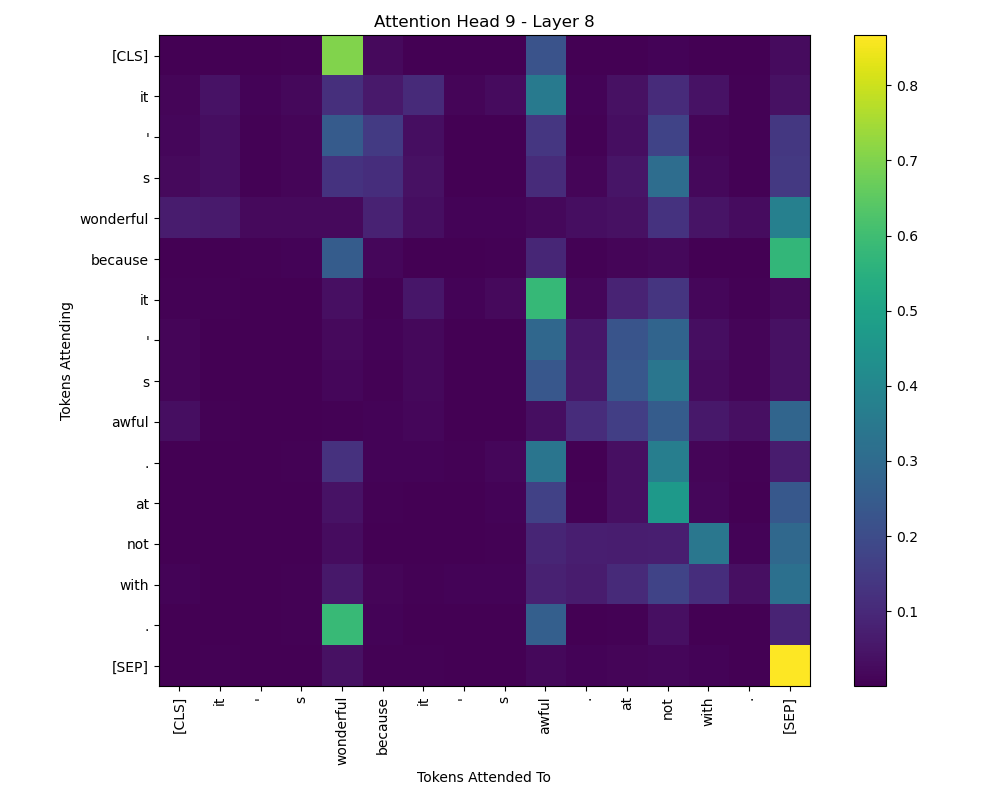 Attention Head 9 - Layer 8
Tokens Attending
[CLS]
it
'
s
wonderful
because
it
'
s
awful
.
at
not
with
.
[SEP]
[CLS]
it
'
s
wonderful
because
it
'
s
awful
.
at
not
with
.
[SEP]
Tokens Attended To
0.8
0.7
0.6
0.5
0.4
0.3
0.2
0.1